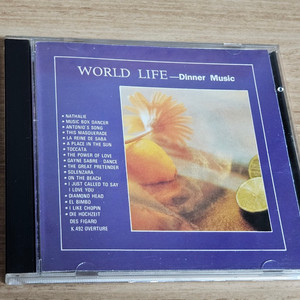 WORLD LIFE—Dinner Music
• NATHALIE
• MUSIC BOX DANCER
• ANTONIO'S SONG
• THIS MASQUERADE
• LA REINE DE SABA
• A PLACE IN THE SUN
• TOCCATA
• THE POWER OF LOVE
• GAYNE SABRE DANCE
• THE GREAT PRETENDER
• SOLENZARA
• ON THE BEACH
• I JUST CALLED TO SAY
I LOVE YOU
• DIAMOND HEAD
• EL BIMBO
• I LIKE CHOPIN
• DIE HOCHZEIT
DES FIGARO
K.492 OVERTURE